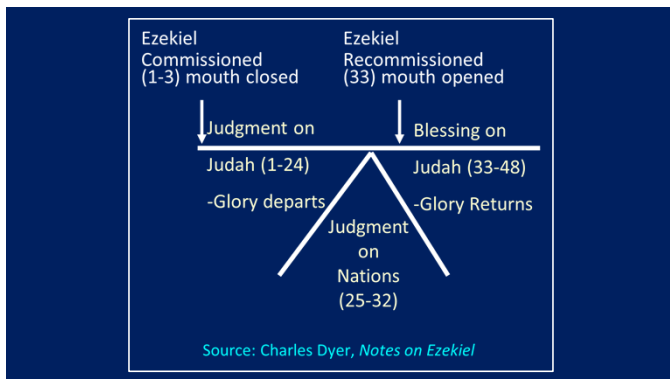 Ezekiel
Commissioned
(1-3) mouth closed
Ezekiel
Recommissioned
(33) mouth opened
Judgment on
Judah (1-24)
-Glory departs
Blessing on
Judah (33-48)
-Glory Returns
Judgment
on
Nations
(25-32)
Source: Charles Dyer, Notes on Ezekiel